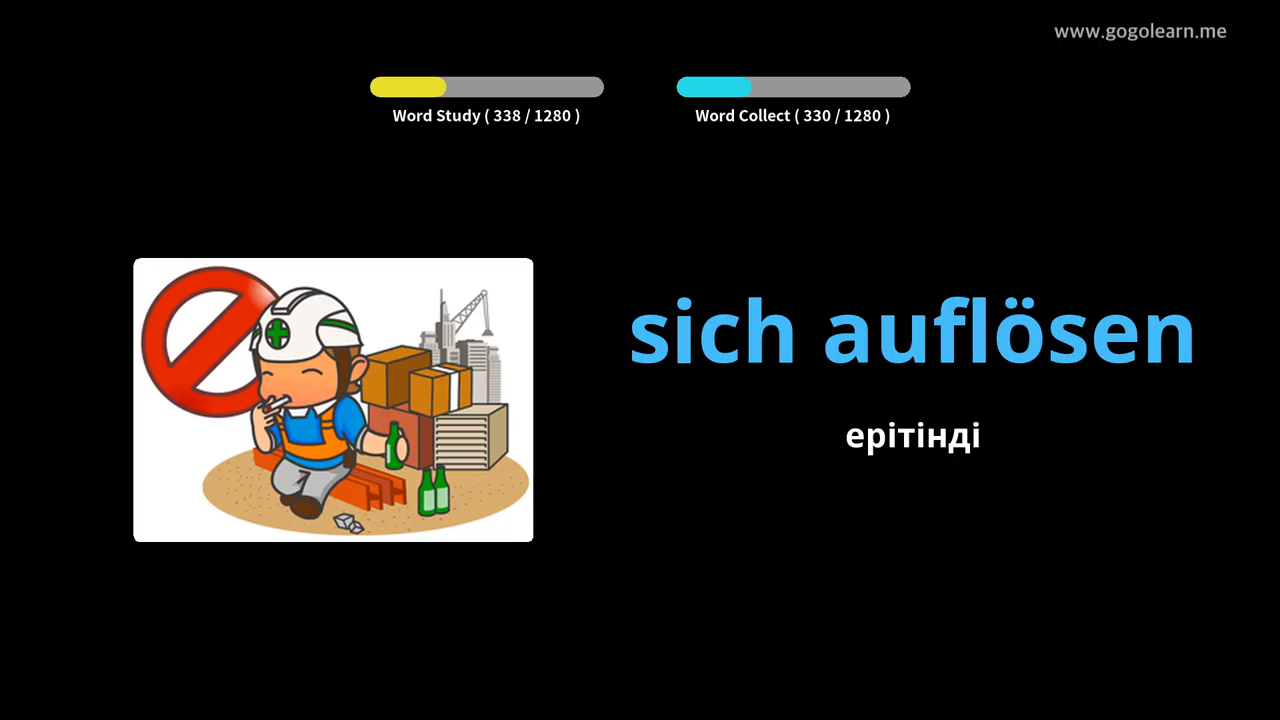 www.gogolearn.me
Word Study ( 338 / 1280 )
Word Collect ( 330 / 1280 )
sich auflösen
ерітінді